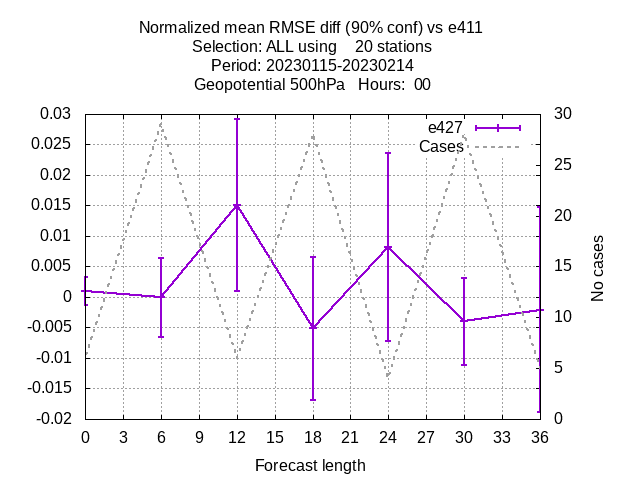 Normalized mean RMSE diff (90% conf) vs e411
Selection: ALL using    20 stations
Period: 20230115-20230214
Geopotential 500hPa   Hours:  00
e427
Cases
0.03
0.025
0.02
0.015
0.01
0.005
0
-0.005
-0.01
-0.015
-0.02
30
25
20
15
10
5
0
No cases
0 3 6 9 12 15 18 21 24 27 30 33 36
Forecast length